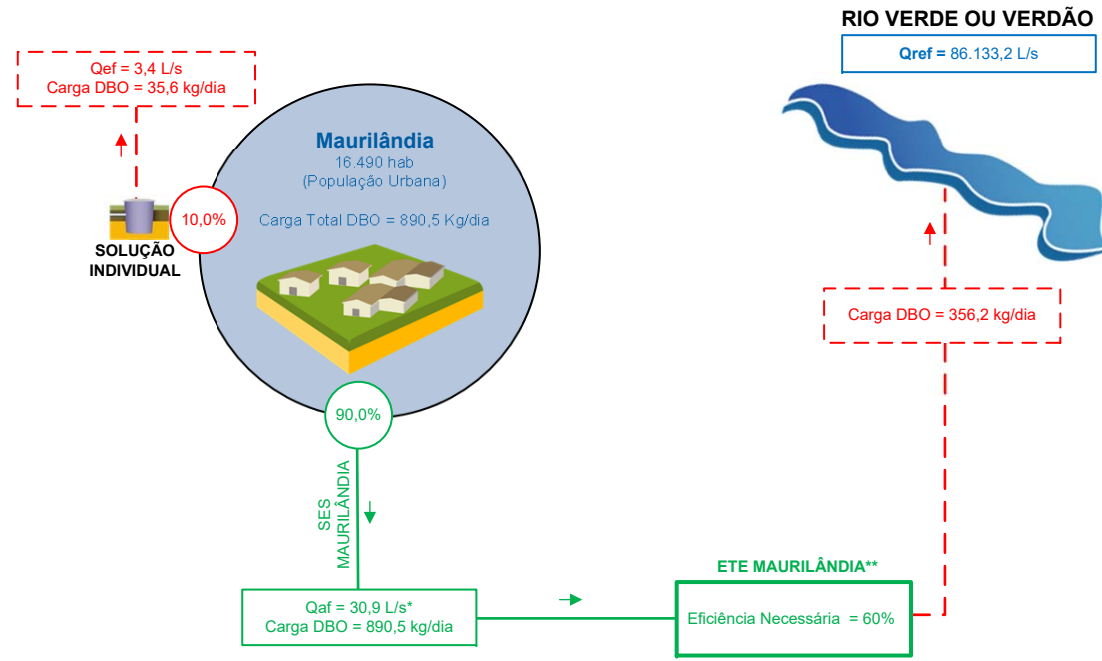 RIO VERDE OU VERDÃO
Qref = 86.133,2 L/s
Qef = 3,4 L/s
Carga DBO = 35,6 kg/dia
Maurilândia
16.490 hab
(População Urbana)
Carga Total DBO = 890,5 Kg/dia
10,0%
SOLUÇÃO
INDIVIDUAL
Carga DBO = 356,2 kg/dia
90,0%
SES
MAURILÂNDIA
ETE MAURILÂNDIA**
Qaf = 30,9 L/s*
Carga DBO = 890,5 kg/dia
Eficiência Necessária = 60%